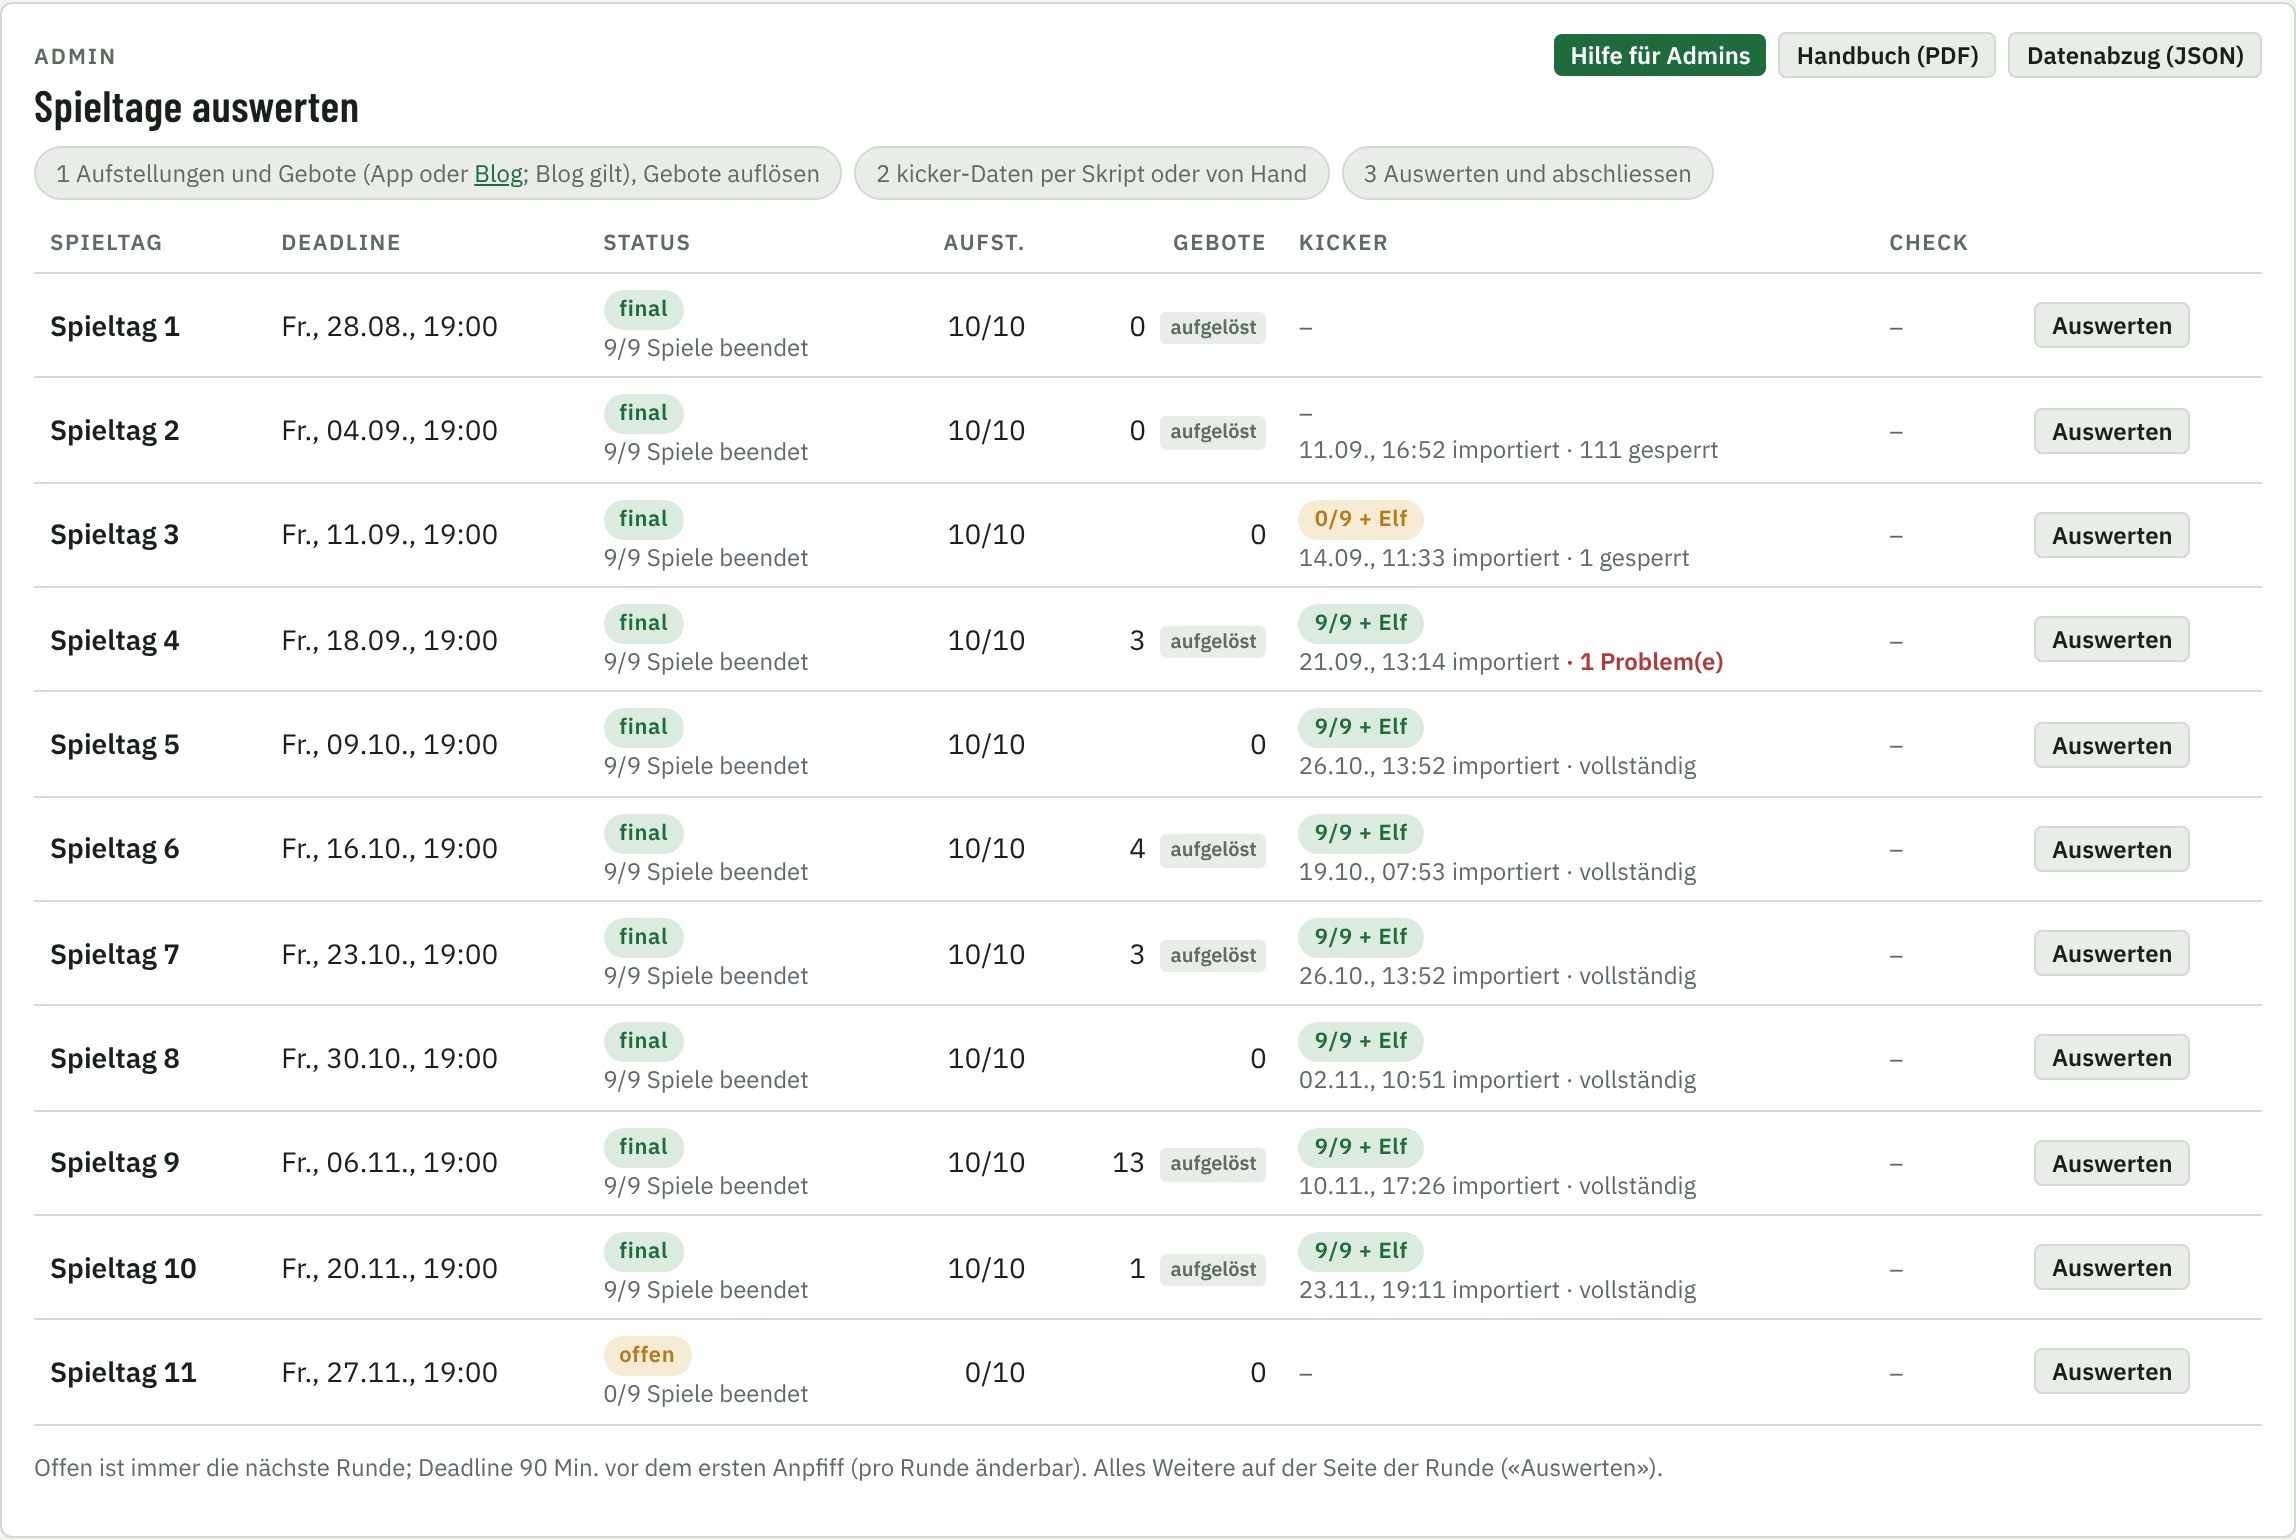 ADMIN
Hilfe für Admins Handbuch (PDF) Datenabzug (JSON)
Spieltage auswerten
1 Aufstellungen und Gebote (App oder Blog; Blog gilt), Gebote auflösen 2 kicker-Daten per Skript oder von Hand 3 Auswerten und abschliessen
SPIELTAG DEADLINE STATUS AUFST. GEBOTE KICKER CHECK
Spieltag 1 Fr., 28.08., 19:00 final 10/10 0 aufgelöst – – Auswerten
9/9 Spiele beendet
Spieltag 2 Fr., 04.09., 19:00 final 10/10 0 aufgelöst – – Auswerten
9/9 Spiele beendet 11.09., 16:52 importiert · 111 gesperrt
Spieltag 3 Fr., 11.09., 19:00 final 10/10 0 0/9 + Elf – Auswerten
9/9 Spiele beendet 14.09., 11:33 importiert · 1 gesperrt
Spieltag 4 Fr., 18.09., 19:00 final 10/10 3 aufgelöst 9/9 + Elf – Auswerten
9/9 Spiele beendet 21.09., 13:14 importiert · 1 Problem(e)
Spieltag 5 Fr., 09.10., 19:00 final 10/10 0 9/9 + Elf – Auswerten
9/9 Spiele beendet 26.10., 13:52 importiert · vollständig
Spieltag 6 Fr., 16.10., 19:00 final 10/10 4 aufgelöst 9/9 + Elf – Auswerten
9/9 Spiele beendet 19.10., 07:53 importiert · vollständig
Spieltag 7 Fr., 23.10., 19:00 final 10/10 3 aufgelöst 9/9 + Elf – Auswerten
9/9 Spiele beendet 26.10., 13:52 importiert · vollständig
Spieltag 8 Fr., 30.10., 19:00 final 10/10 0 9/9 + Elf – Auswerten
9/9 Spiele beendet 02.11., 10:51 importiert · vollständig
Spieltag 9 Fr., 06.11., 19:00 final 10/10 13 aufgelöst 9/9 + Elf – Auswerten
9/9 Spiele beendet 10.11., 17:26 importiert · vollständig
Spieltag 10 Fr., 20.11., 19:00 final 10/10 1 aufgelöst 9/9 + Elf – Auswerten
9/9 Spiele beendet 23.11., 19:11 importiert · vollständig
Spieltag 11 Fr., 27.11., 19:00 offen 0/10 0 – – Auswerten
0/9 Spiele beendet
Offen ist immer die nächste Runde; Deadline 90 Min. vor dem ersten Anpfiff (pro Runde änderbar). Alles Weitere auf der Seite der Runde («Auswerten»).